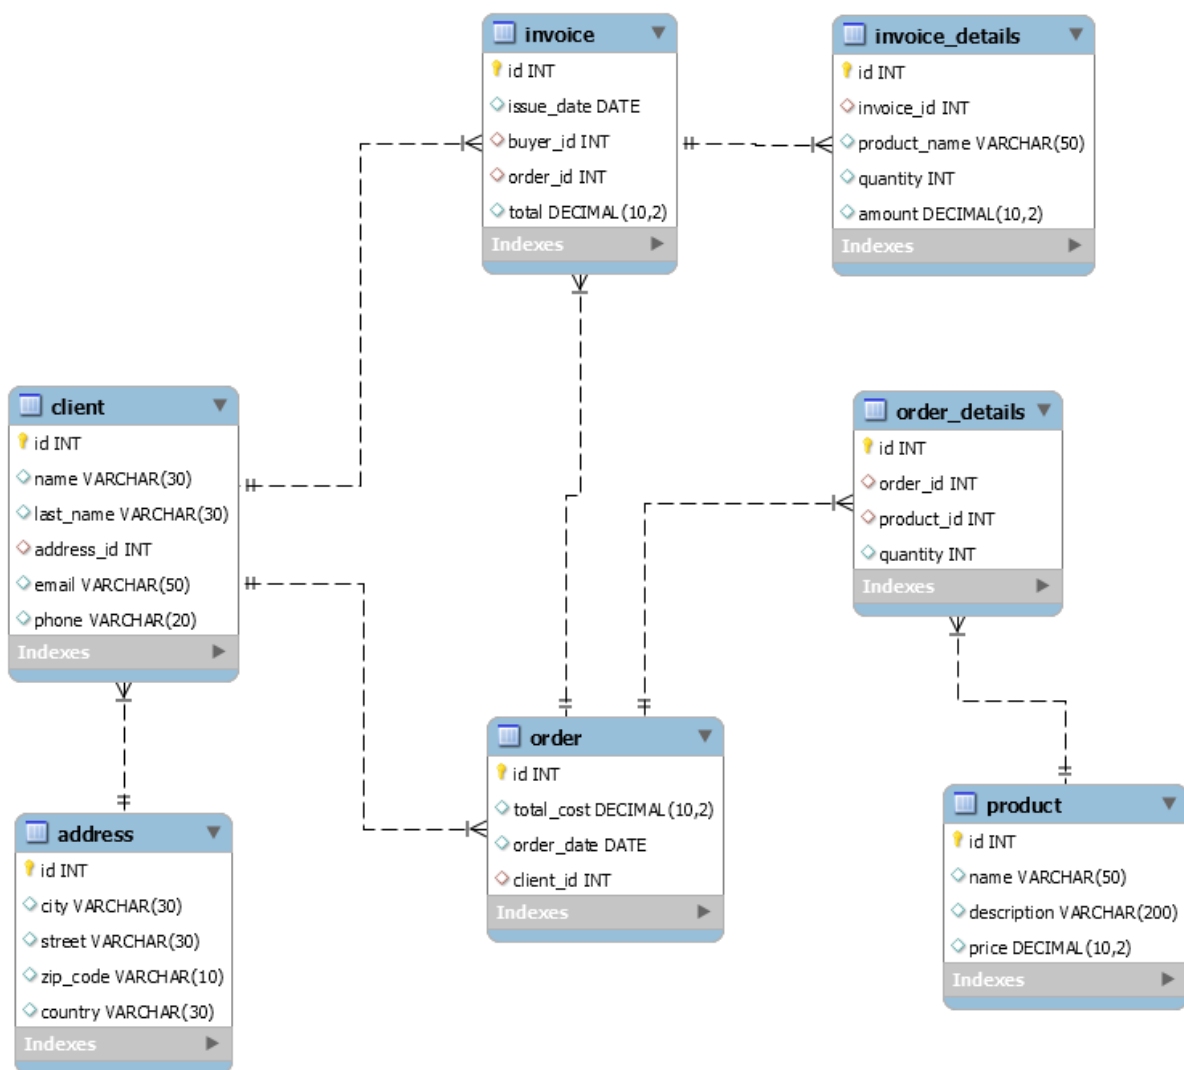 invoice
id INT
issue_date DATE
buyer_id INT
order_id INT
total DECIMAL(10,2)
Indexes
invoice_details
id INT
invoice_id INT
product_name VARCHAR(50)
quantity INT
amount DECIMAL(10,2)
Indexes
client
id INT
name VARCHAR(30)
last_name VARCHAR(30)
address_id INT
email VARCHAR(50)
phone VARCHAR(20)
Indexes
order_details
id INT
order_id INT
product_id INT
quantity INT
Indexes
order
id INT
total_cost DECIMAL(10,2)
order_date DATE
client_id INT
Indexes
product
id INT
name VARCHAR(50)
description VARCHAR(200)
price DECIMAL(10,2)
Indexes
address
id INT
city VARCHAR(30)
street VARCHAR(30)
zip_code VARCHAR(10)
country VARCHAR(30)
Indexes